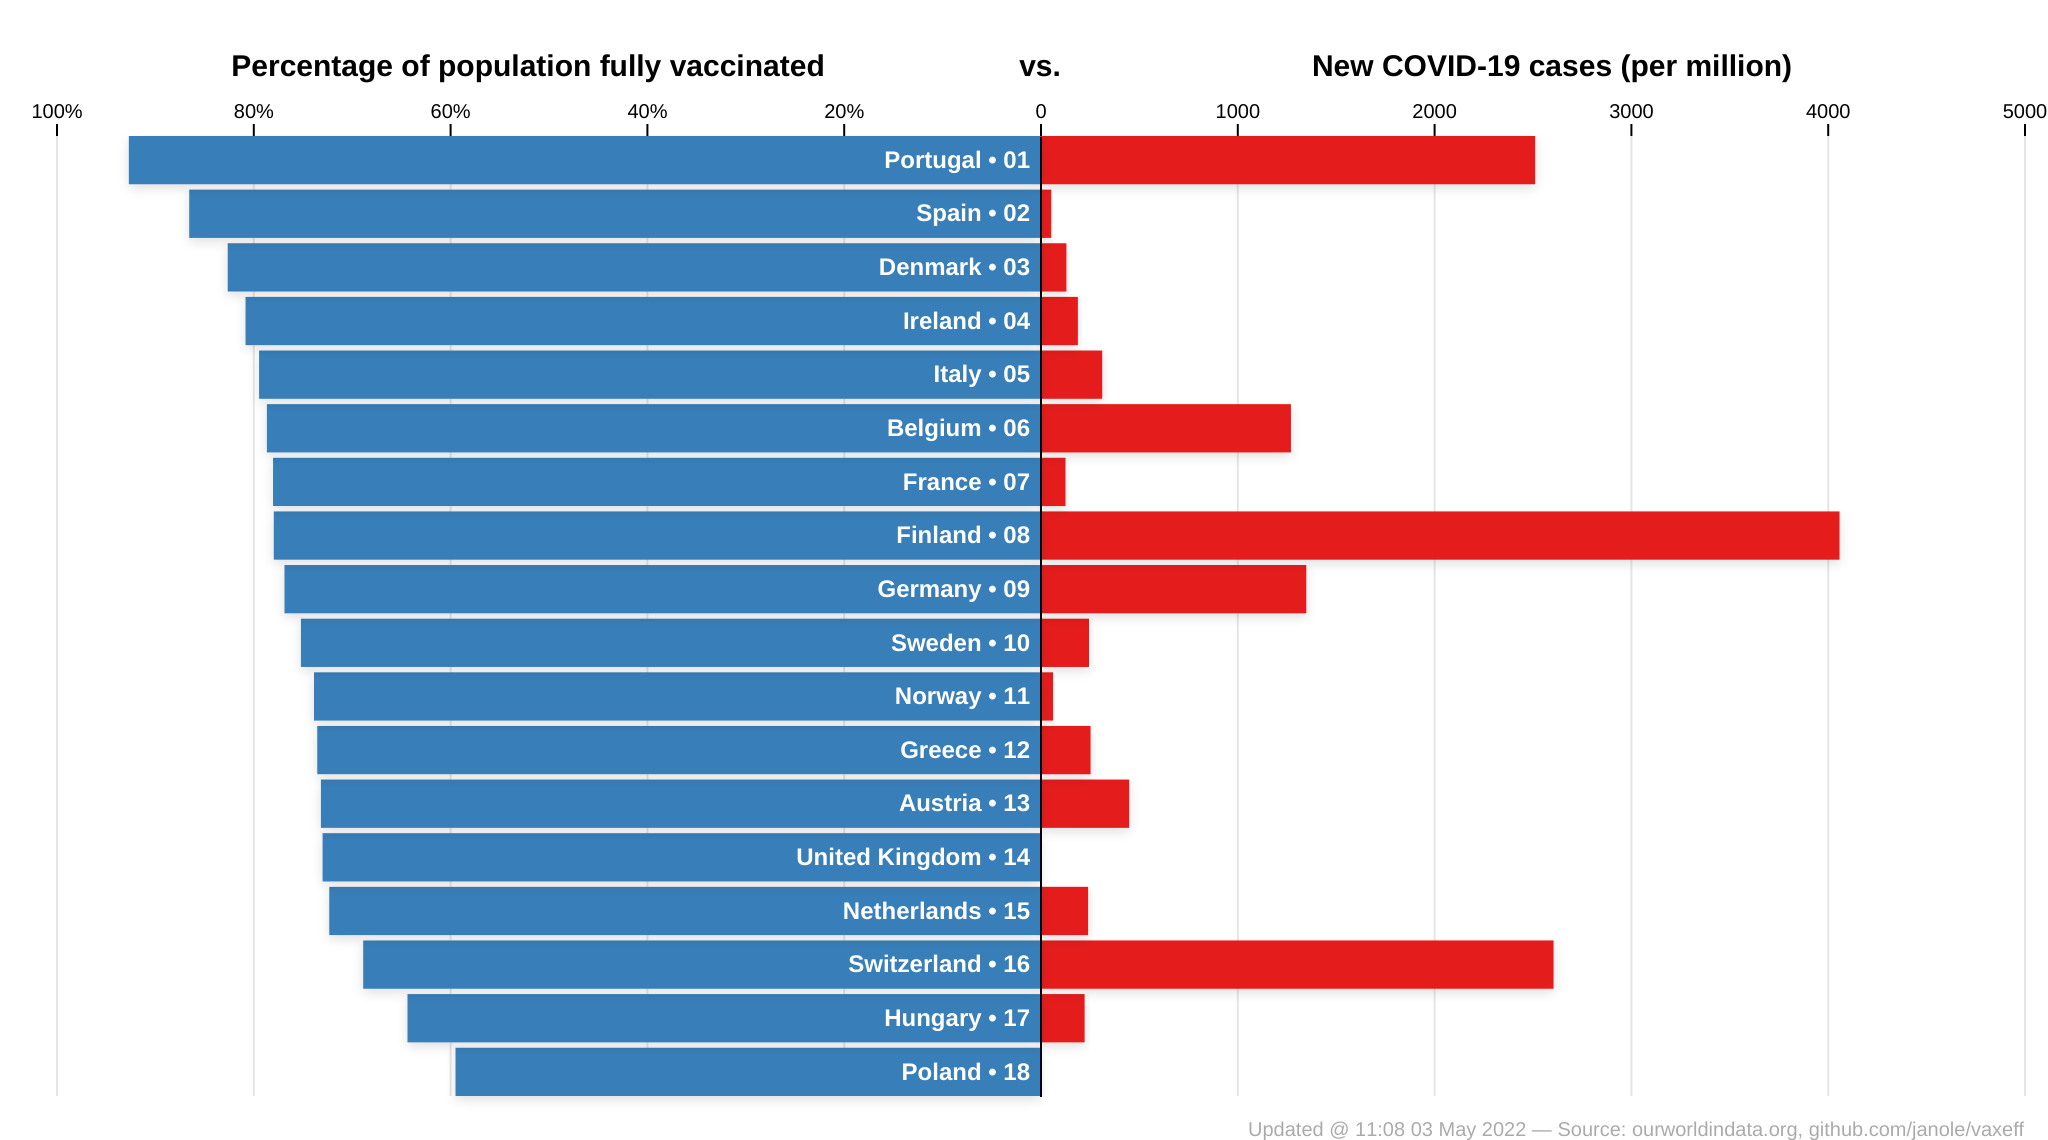 Percentage of population fully vaccinated vs. New COVID-19 cases (per million)
100% 80% 60% 40% 20% 0 1000 2000 3000 4000 5000
Portugal • 01
Spain • 02
Denmark • 03
Ireland • 04
Italy • 05
Belgium • 06
France • 07
Finland • 08
Germany • 09
Sweden • 10
Norway • 11
Greece • 12
Austria • 13
United Kingdom • 14
Netherlands • 15
Switzerland • 16
Hungary • 17
Poland • 18
Updated @ 11:08 03 May 2022 — Source: ourworldindata.org, github.com/janole/vaxeff